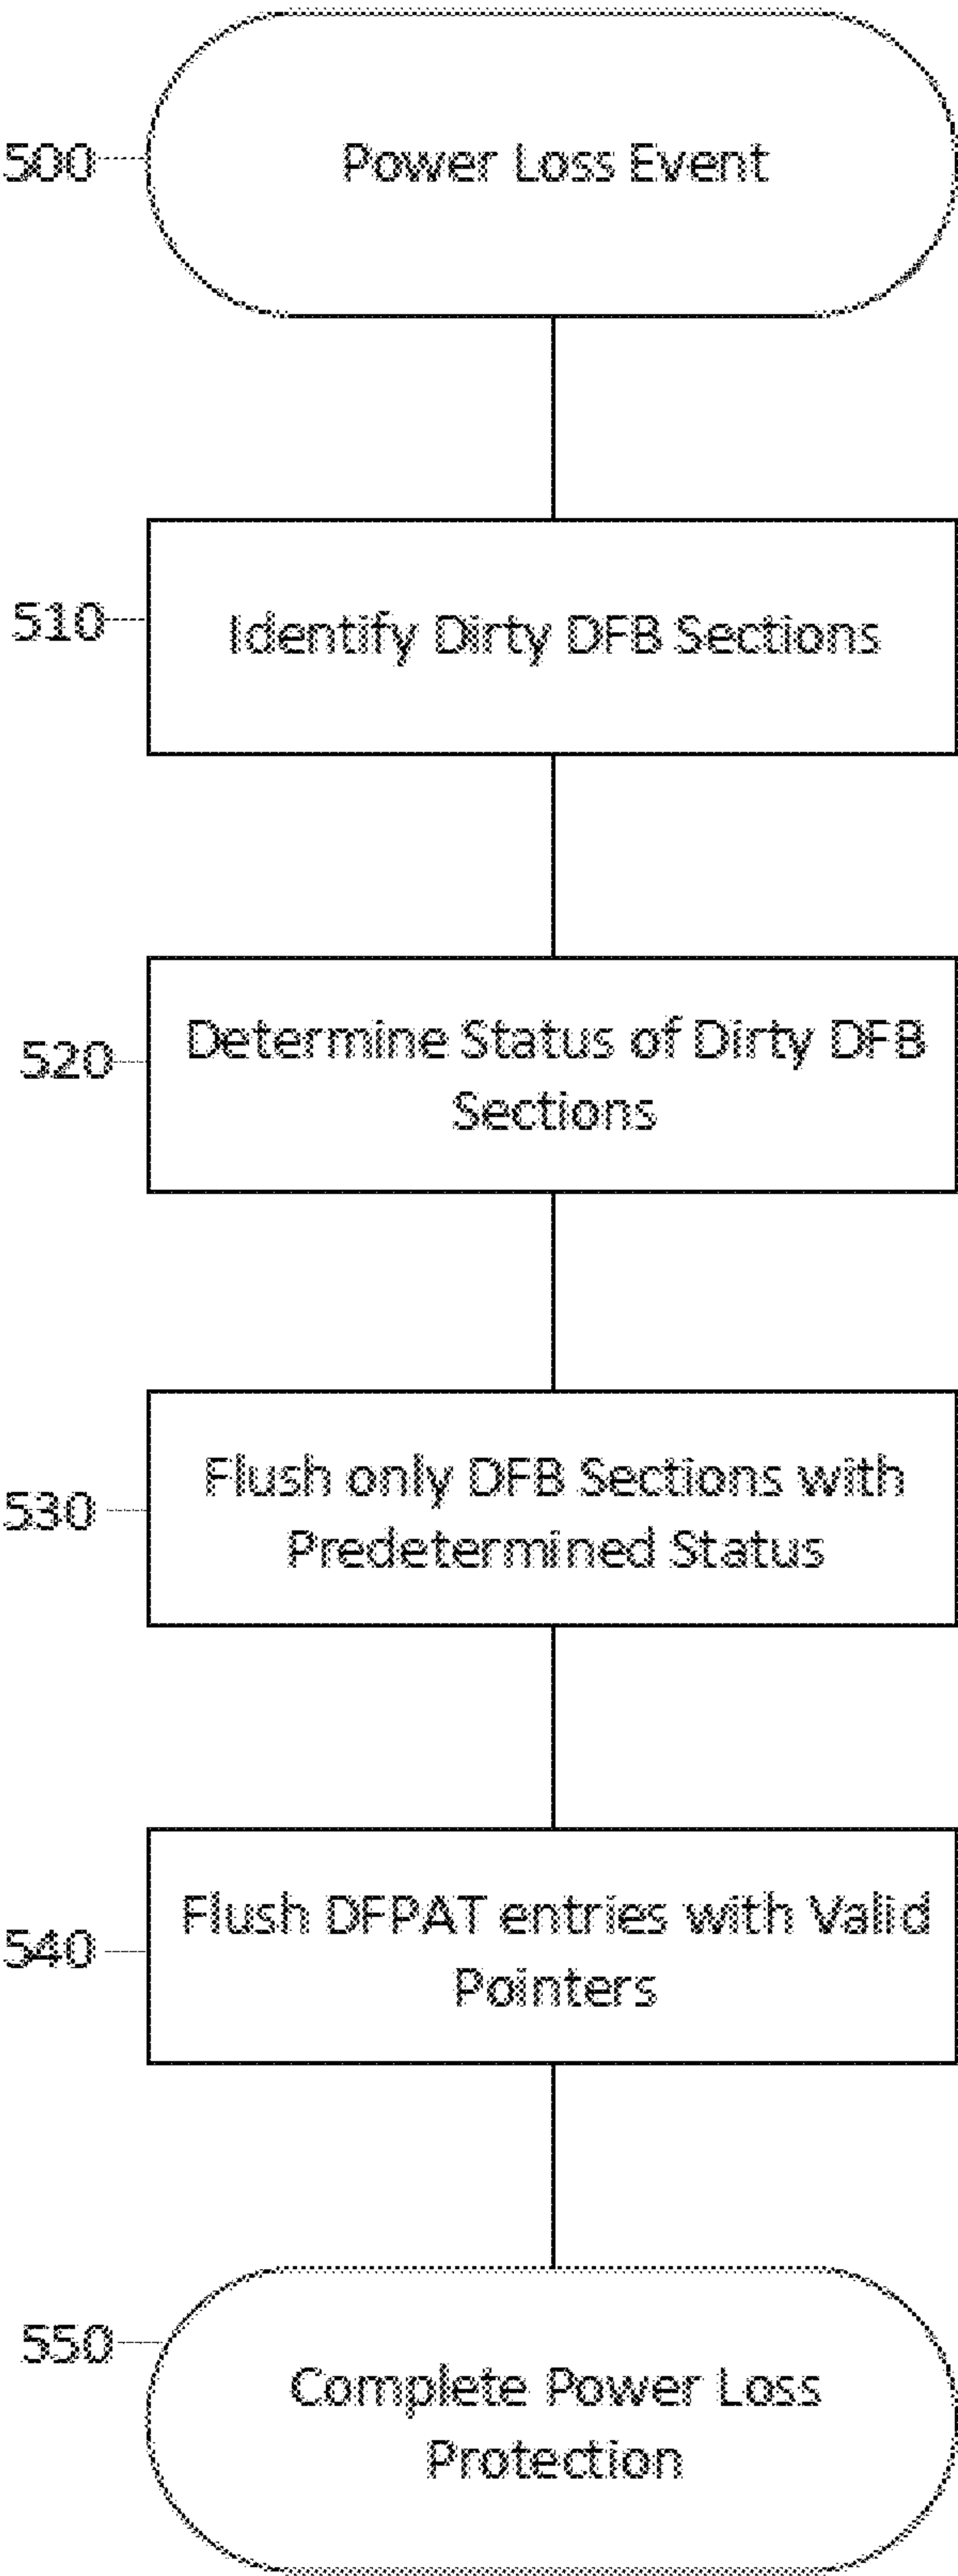 500
Power Loss Event
510
Identify Dirty DFB Sections
520
Determine Status of Dirty DFB
Sections
530
Flush only DFB Sections with
Predetermined Status
540
Flush DFPAT entries with Valid
Pointers
550
Complete Power Loss
Protection